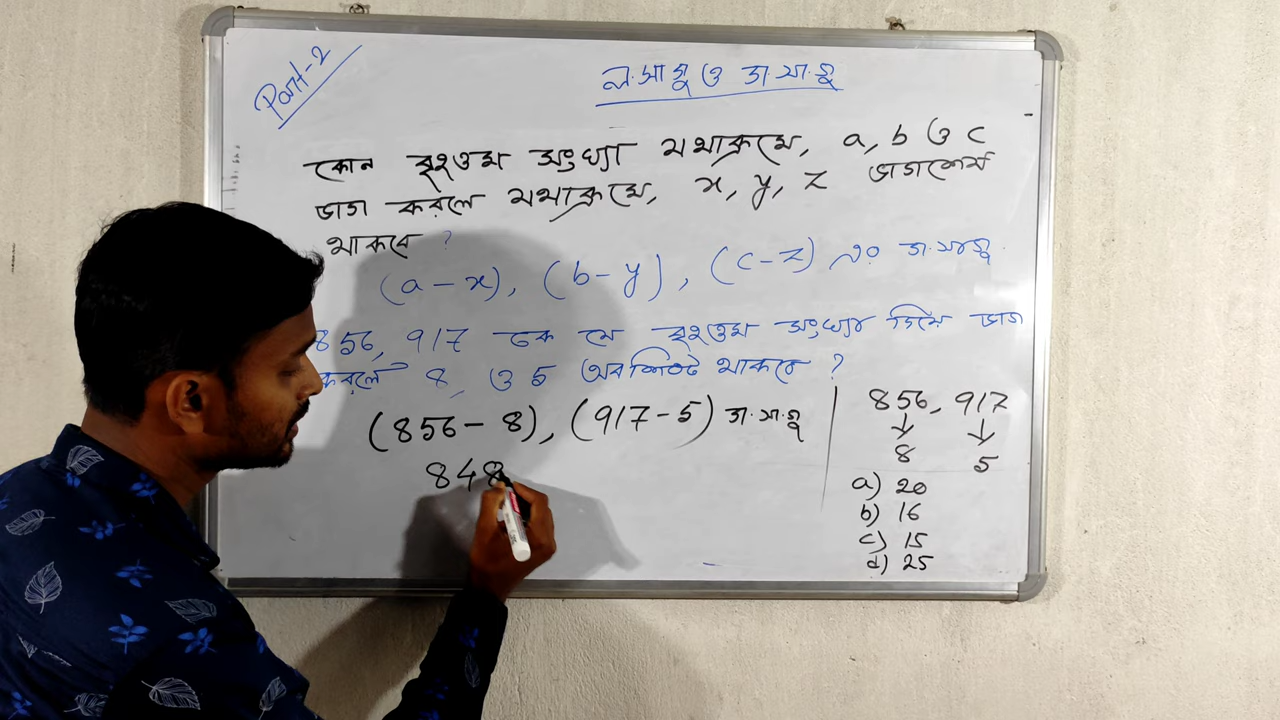 Part-2
ল.সা.গু ও গ.সা.গু
কোন বৃহত্তম সংখ্যা যথাক্রমে, a, b ও c
ভাগ করলে যথাক্রমে, x, y, z ভাগশেষ
থাকবে ?
(a-x), (b-y), (c-z) এর গ.সা.গু.
856, 917 কে যে বৃহত্তম সংখ্যার দিয়ে ভাগ
করলে 8, ও 5 অবশিষ্ট থাকবে ?
(856-8), (917-5) গ.সা.গু
848
856, 917
8 5
a) 20
b) 16
c) 15
d) 25